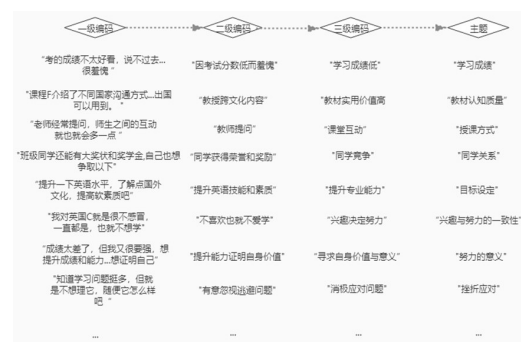 一级编码 二级编码 三级编码 主题
"考的成绩不太好看，说不过去... "因考试分数低而羞愧" "学习成绩低" "学习成绩"
很羞愧 "
"课程F介绍了不同国家沟通方式...出国 "教授跨文化内容" "教材实用价值高" "教材认知质量"
可以用到。 "
"老师经常提问，师生之间的互动 "教师提问" "课堂互动" "授课方式"
就也就会多一点 "
"班级同学还能有大奖状和奖学金,自己也想 "同学获得荣誉和奖励" "同学竞争" "同学关系"
争取以下"
"提升一下英语水平，了解点国外 "提升英语技能和素质" "提升专业能力" "目标设定"
文化，提高软素质吧"
"我对英国C就是很不感冒， "不喜欢也就不爱学" "兴趣决定努力" "兴趣与努力的一致性"
一直都是，也就不想学"
"成绩太差了，但我又很要强，想 "提升能力证明自身价值" "寻求自身价值与意义" "努力的意义"
提升成绩和能力...想证明自己"
"知道学习问题挺多，但就 "有意忽视逃避问题" "消极应对问题" "挫折应对"
是不想理它，随便它怎么样
吧 "
... ... ... ...